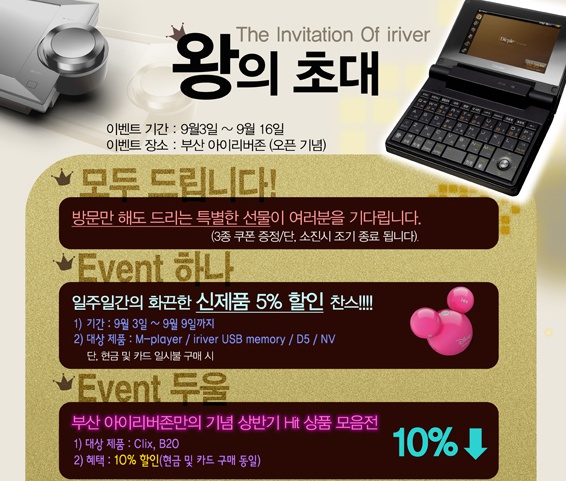 The Invitation Of iriver
왕의 초대
이벤트 기간 : 9월3일 ~ 9월 16일
이벤트 장소 : 부산 아이리버존 (오픈 기념)
모두 드립니다!
방문만 해도 드리는 특별한 선물이 여러분을 기다립니다.
(3종 쿠폰 증정/단, 소진시 조기 종료 됩니다).
Event 하나
일주일간의 화끈한 신제품 5% 할인 찬스!!!!
1) 기간 : 9월 3일 ~ 9월 9일까지
2) 대상 제품 : M-player / iriver USB memory / D5 / NV
단, 현금 및 카드 일시불 구매 시
Event 두울
부산 아이리버존만의 기념 상반기 Hit 상품 모음전
1) 대상 제품 : Clix, B20
2) 혜택 : 10% 할인(현금 및 카드 구매 동일)
10%